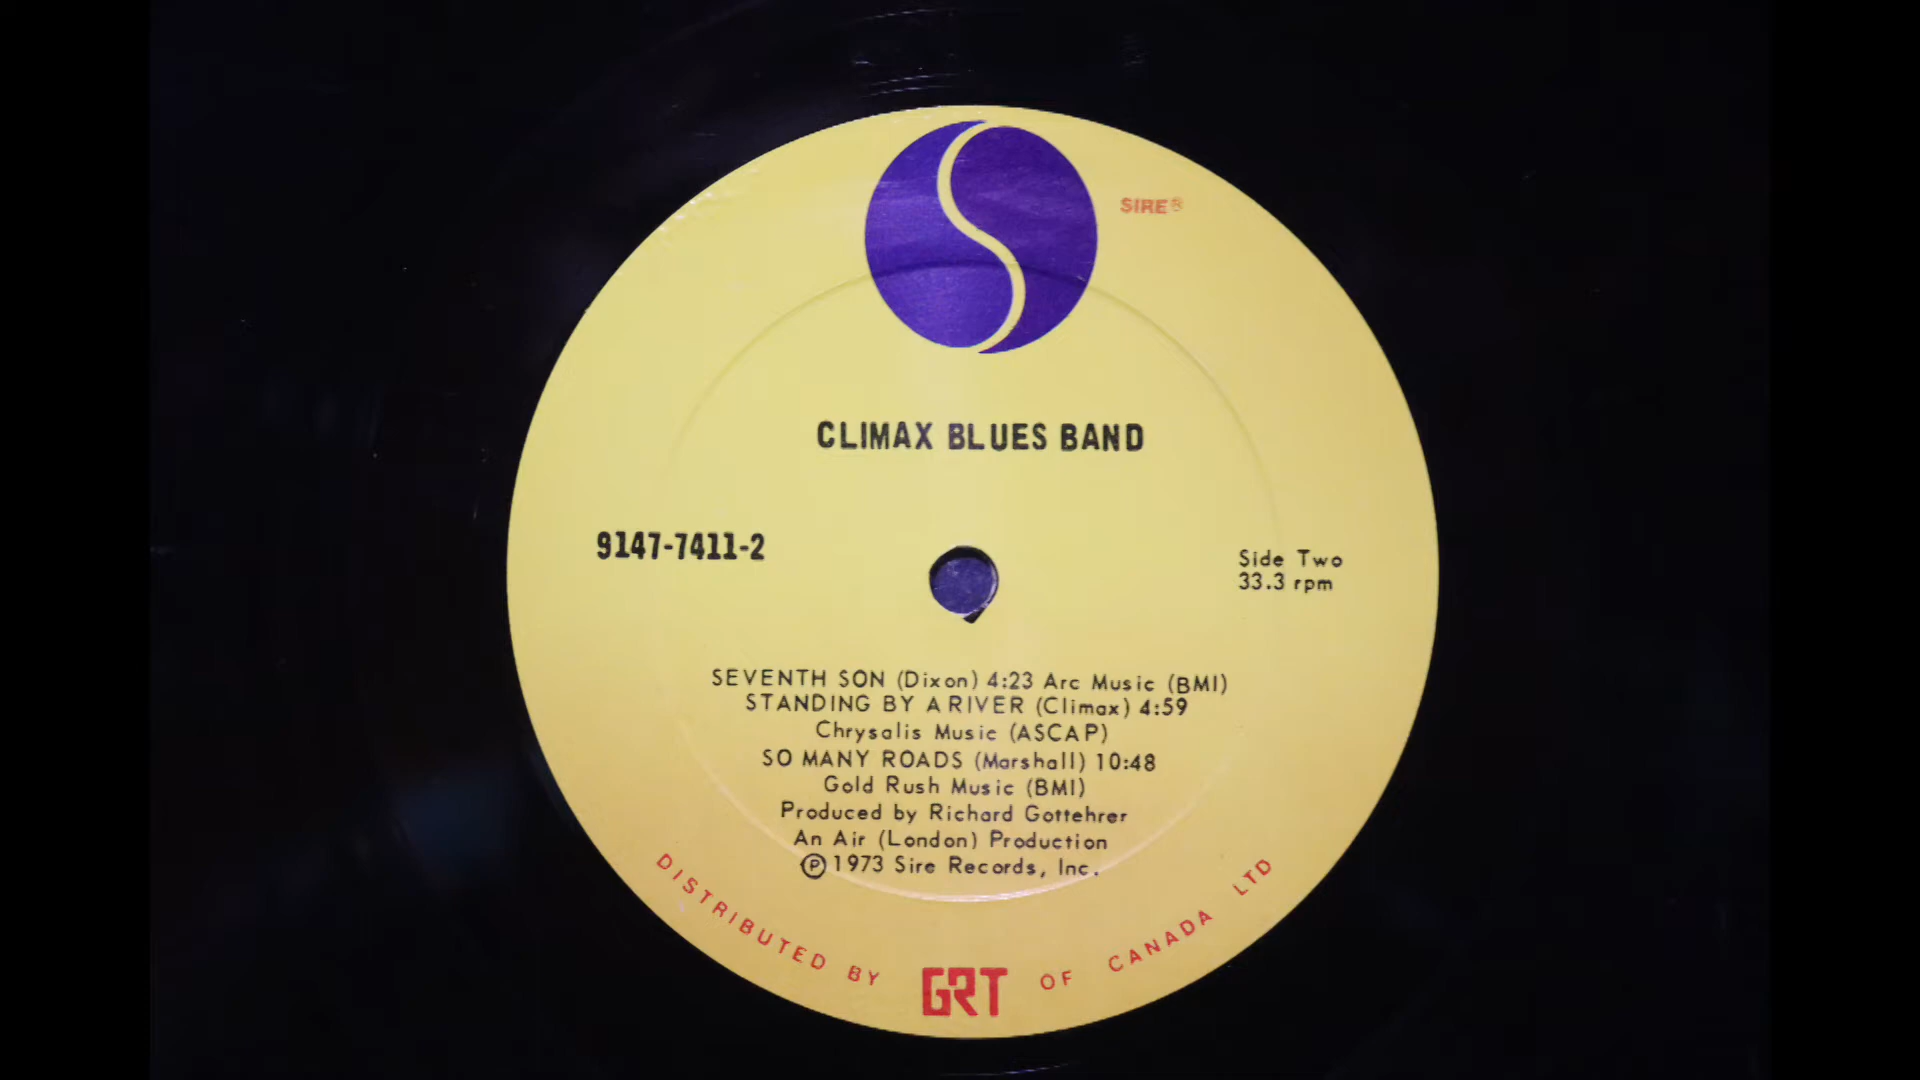 SIRE®
CLIMAX BLUES BAND
9147-7411-2
Side Two
33.3 rpm
SEVENTH SON (Dixon) 4:23 Arc Music (BMI)
STANDING BY A RIVER (Climax) 4:59
Chrysalis Music (ASCAP)
SO MANY ROADS (Marshall) 10:48
Gold Rush Music (BMI)
Produced by Richard Gottehrer
An Air (London) Production
℗ 1973 Sire Records, Inc.
DISTRIBUTED BY GRT OF CANADA LTD